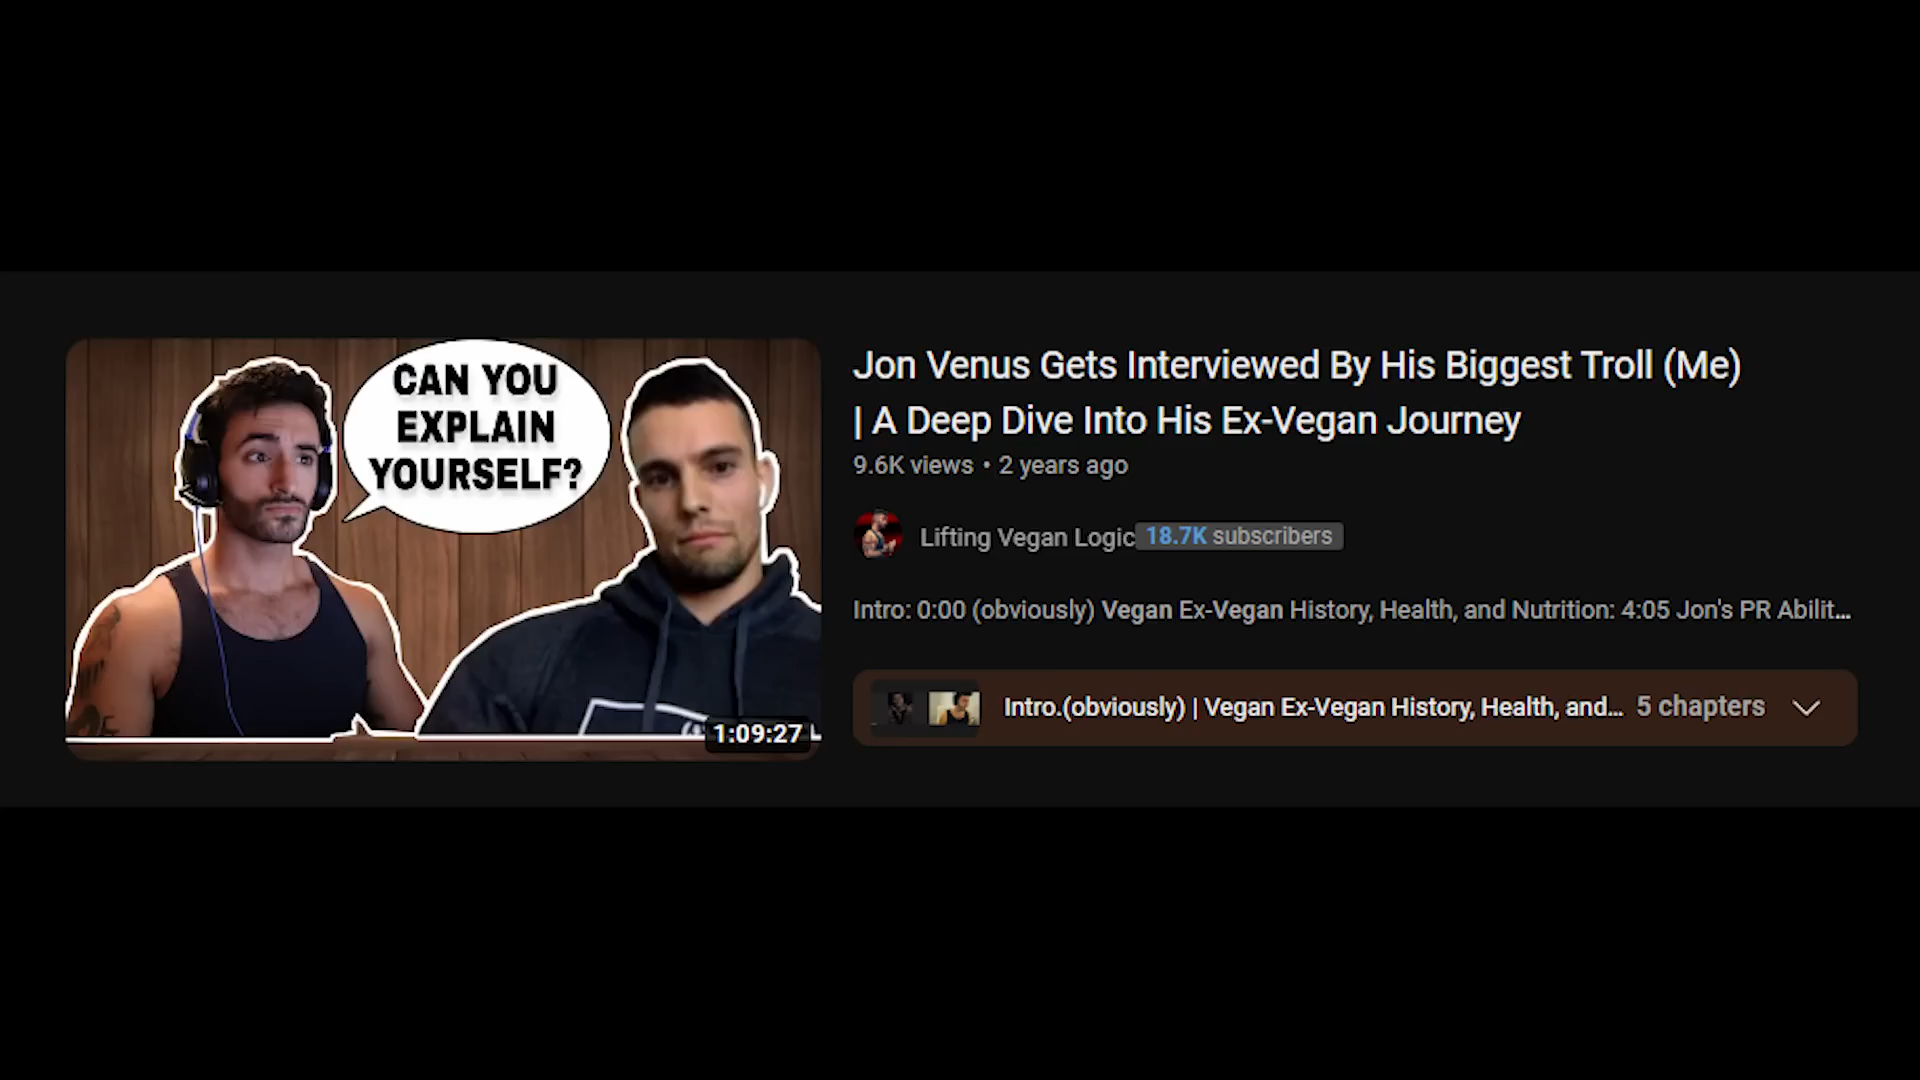 CAN YOU
EXPLAIN
YOURSELF?
1:09:27
Jon Venus Gets Interviewed By His Biggest Troll (Me)
| A Deep Dive Into His Ex-Vegan Journey
9.6K views • 2 years ago
Lifting Vegan Logic 18.7K subscribers
Intro: 0:00 (obviously) Vegan Ex-Vegan History, Health, and Nutrition: 4:05 Jon's PR Abilit...
Intro.(obviously) | Vegan Ex-Vegan History, Health, and... 5 chapters